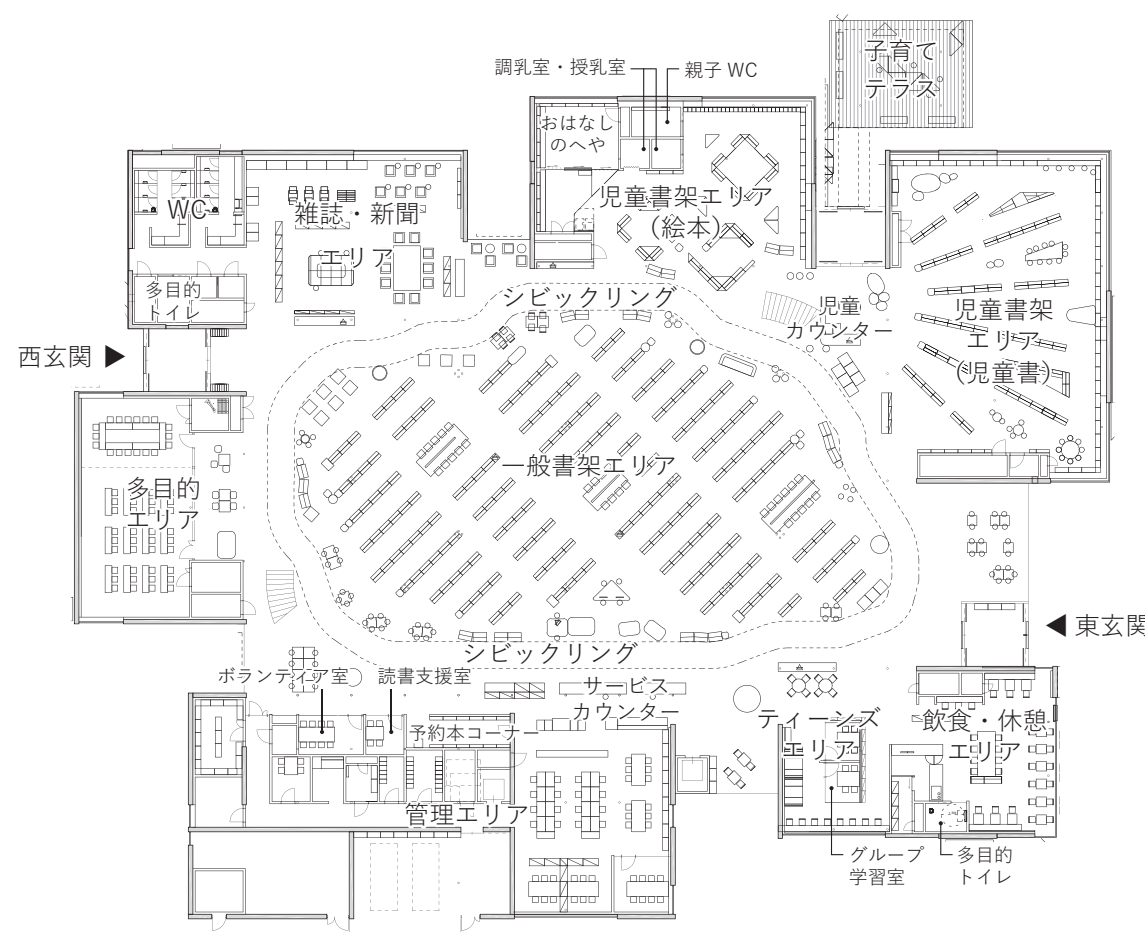 子育て
テラス
調乳室・授乳室
親子 WC
おはなし
のへや
児童書架エリア
（絵本）
WC
雑誌・新聞
エリア
多目的
トイレ
シビックリング
児童
カウンター
児童書架
エリア
（児童書）
西玄関 ▶
一般書架エリア
多目的
エリア
◀ 東玄関
シビックリング
ボランティア室
読書支援室
サービス
カウンター
予約本コーナー
ティーンズ
エリア
飲食・休憩
エリア
管理エリア
グループ
学習室
多目的
トイレ